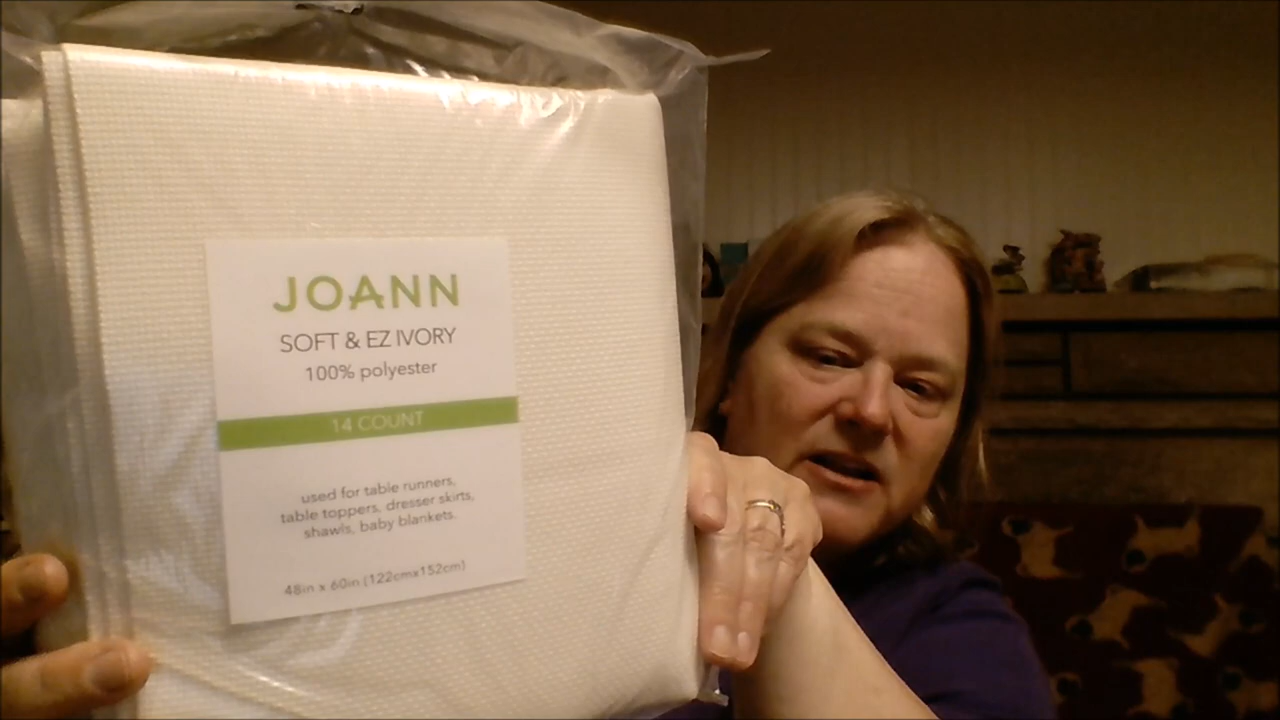 JOANN
SOFT & EZ IVORY
100% polyester
14 COUNT
used for table runners,
table toppers, dresser skirts,
shawls, baby blankets.
48in x 60in (122cmx152cm)